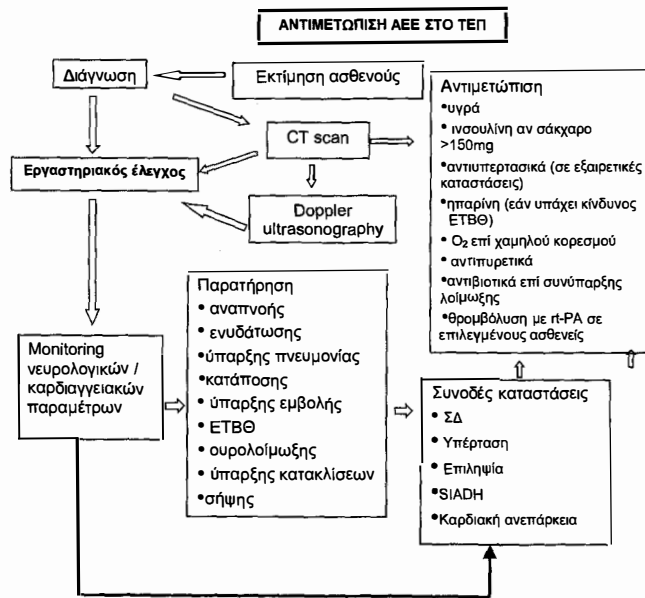 ΑΝΤΙΜΕΤΩΠΙΣΗ ΑΕΕ ΣΤΟ ΤΕΠ
Διάγνωση
Εκτίμηση ασθενούς
CT scan
Εργαστηριακός έλεγχος
Doppler
ultrasonography
Αντιμετώπιση
•υγρά
• ινσουλίνη αν σάκχαρο
>150mg
•αντιυπερτασικά (σε εξαιρετικές
καταστάσεις)
•ηπαρίνη (εάν υπάχει κίνδυνος
ΕΤΒΘ)
• O₂ επί χαμηλού κορεσμού
• αντιπυρετικά
•αντιβιοτικά επί συνύπαρξης
λοίμωξης
•θρομβόλυση με rt-PA σε
επιλεγμένους ασθενείς
Monitoring
νευρολογικών /
καρδιαγγειακών
παραμέτρων
Παρατήρηση
• αναπνοής
• ενυδάτωσης
•ύπαρξης πνευμονίας
•κατάποσης
• ύπαρξης εμβολής
• ΕΤΒΘ
• ουρολοίμωξης
• ύπαρξης κατακλίσεων
•σήψης
Συνοδές καταστάσεις
• ΣΔ
• Υπέρταση
• Επιληψία
•SIADH
•Καρδιακή ανεπάρκεια